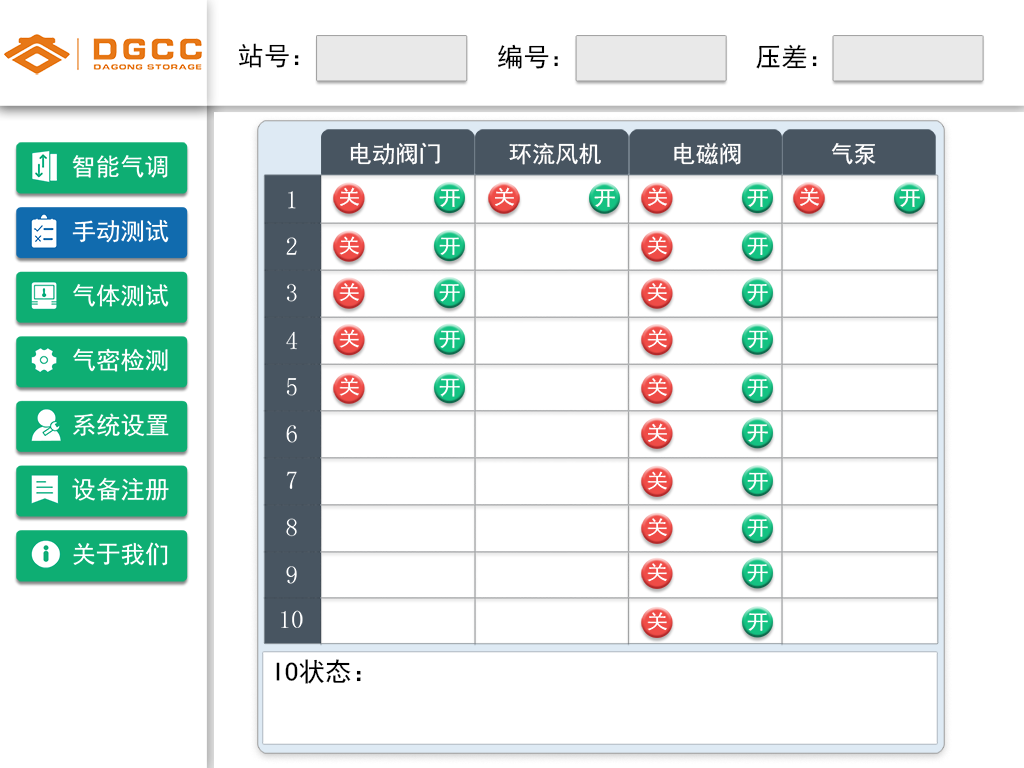 DGCC
DAGONG STORAGE
站号：
编号：
压差：
智能气调
手动测试
气体测试
气密检测
系统设置
设备注册
关于我们
电动阀门 环流风机 电磁阀 气泵
1 关 开 关 开 关 开 关 开
2 关 开 关 开
3 关 开 关 开
4 关 开 关 开
5 关 开 关 开
6 关 开
7 关 开
8 关 开
9 关 开
10 关 开
IO状态：